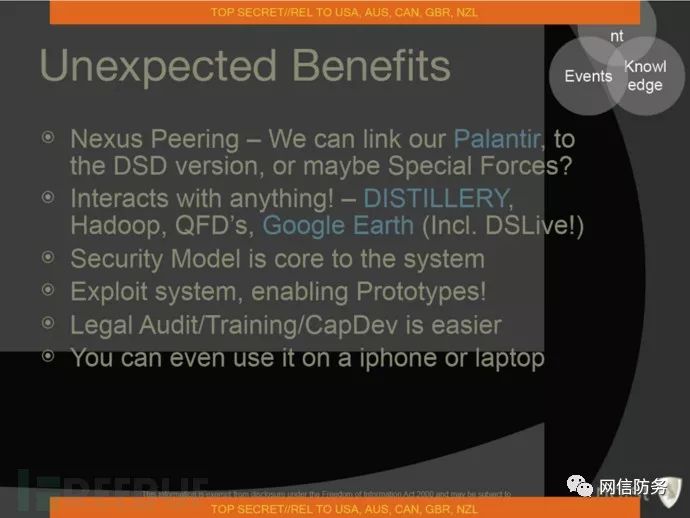 TOP SECRET//REL TO USA, AUS, CAN, GBR, NZL
nt
Events
Knowl
edge
Unexpected Benefits
Nexus Peering – We can link our Palantir, to
the DSD version, or maybe Special Forces?
Interacts with anything! – DISTILLERY,
Hadoop, QFD's, Google Earth (Incl. DSLive!)
Security Model is core to the system
Exploit system, enabling Prototypes!
Legal Audit/Training/CapDev is easier
You can even use it on a iphone or laptop
This information is exempt from disclosure under the Freedom of Information Act 2000 and may be subject to
网信防务
TOP SECRET//REL TO USA, AUS, CAN, GBR, NZL